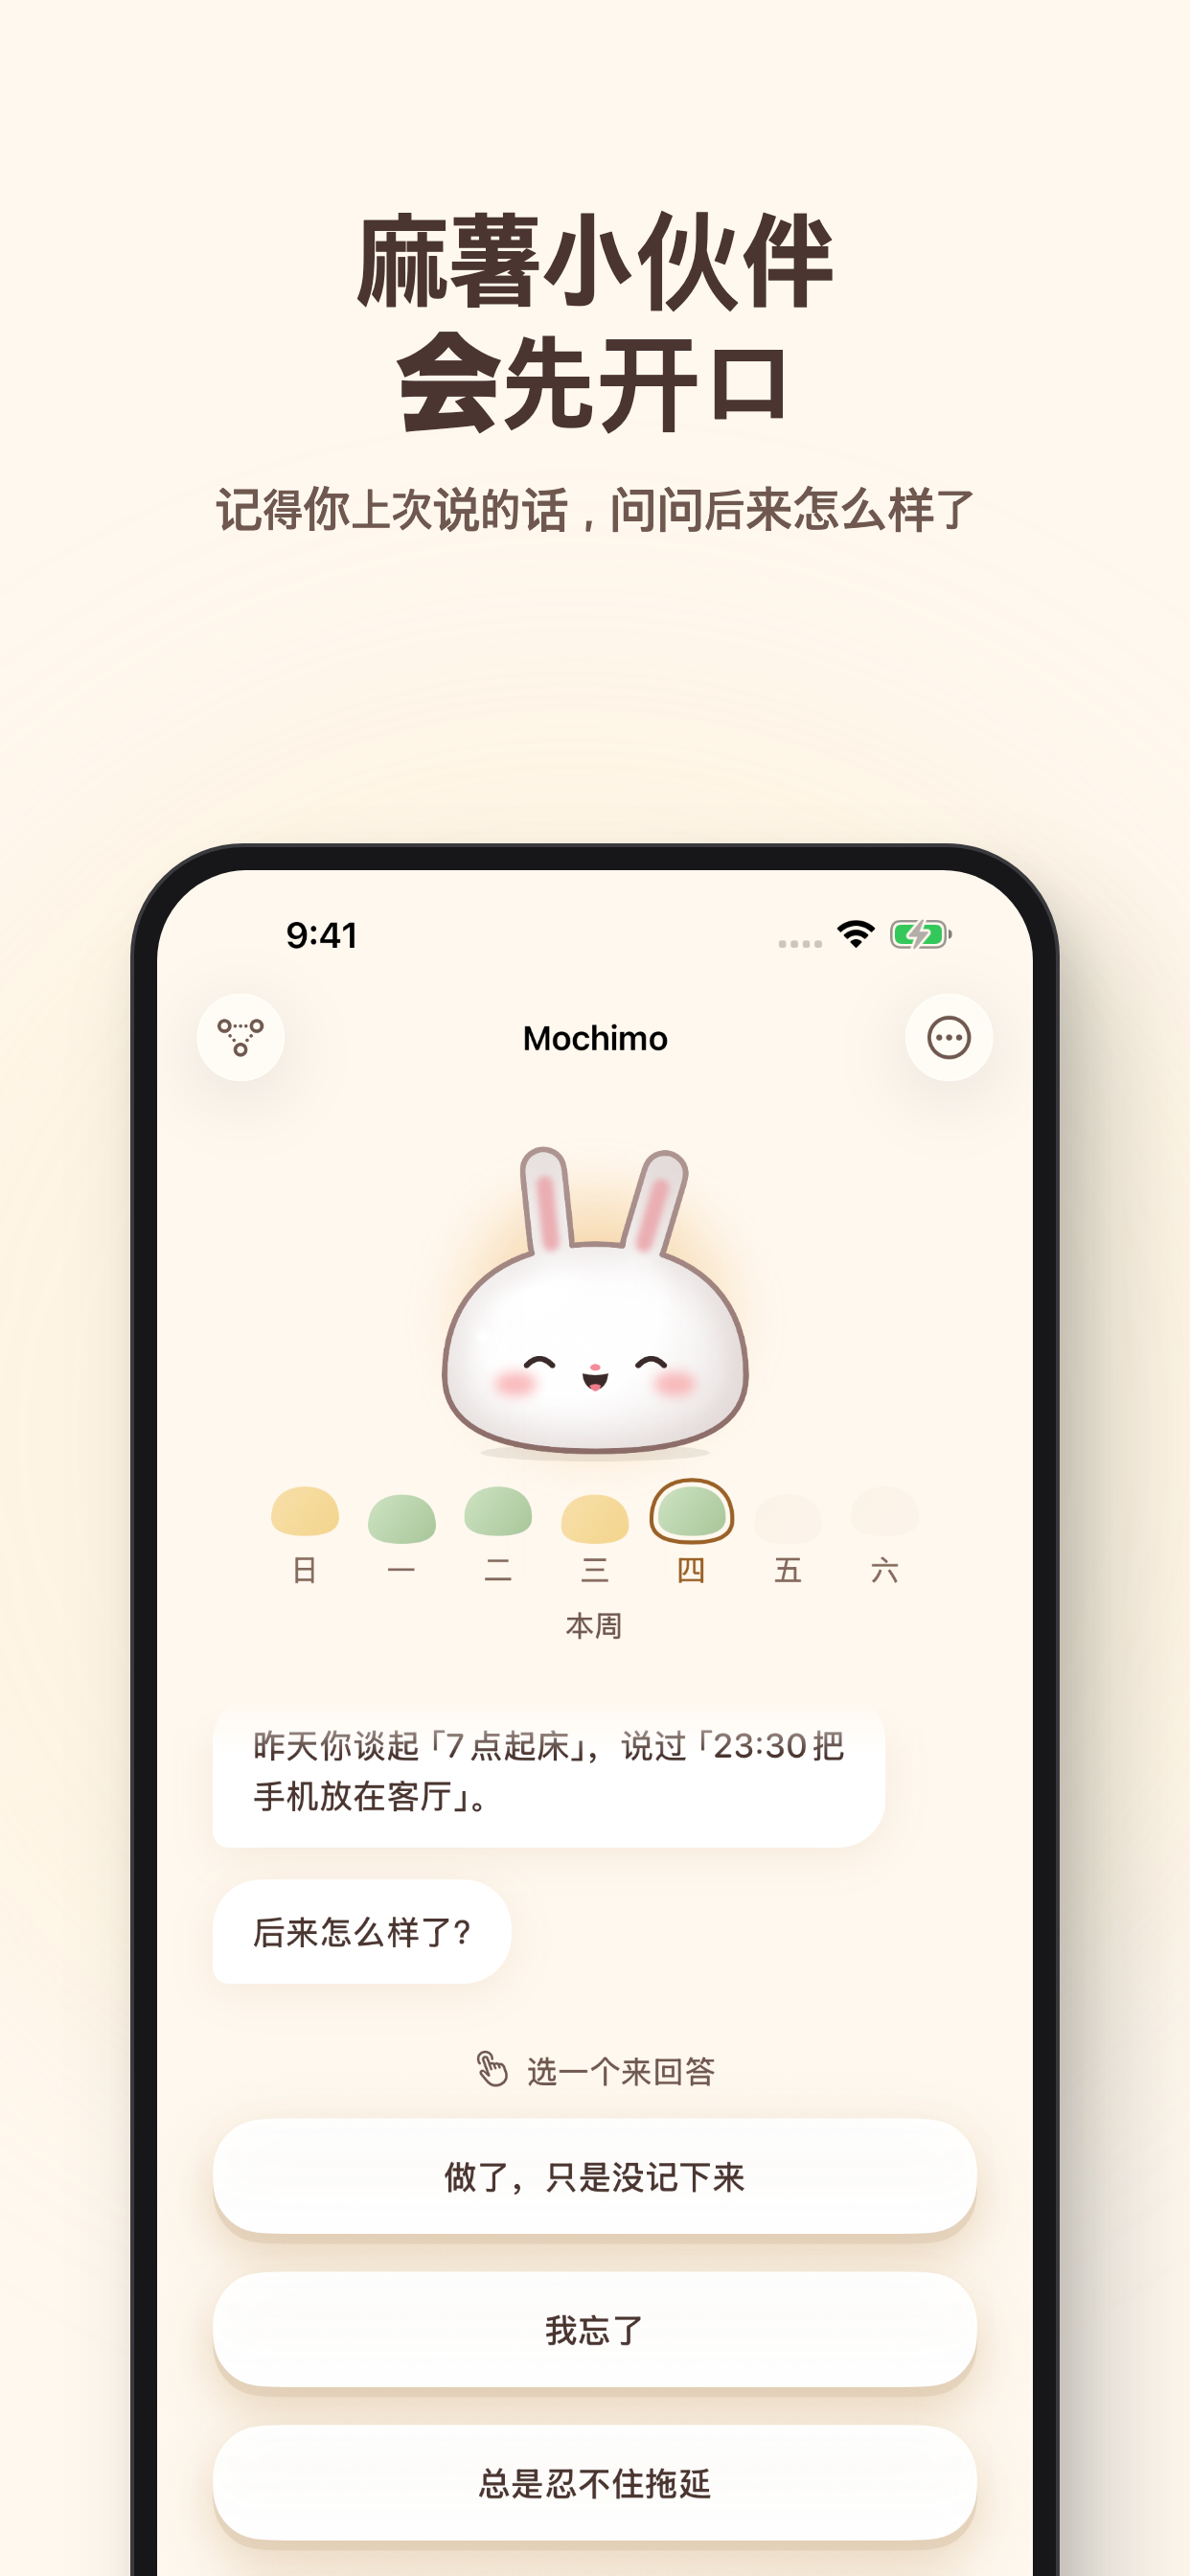 麻薯小伙伴
会先开口
记得你上次说的话，问问后来怎么样了
9:41
Mochimo
日 一 二 三 四 五 六
本周
昨天你谈起「7点起床」，说过「23:30把
手机放在客厅」。
后来怎么样了？
选一个来回答
做了，只是没记下来
我忘了
总是忍不住拖延